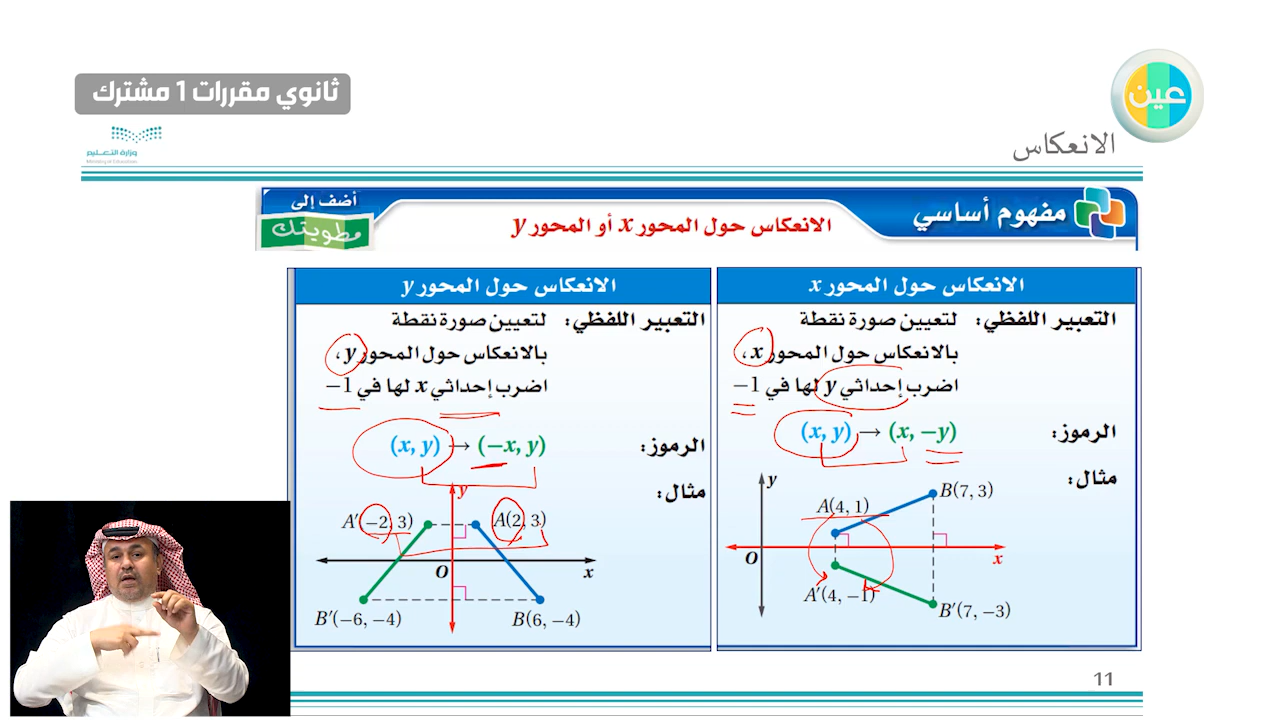 ثانوي مقررات 1 مشترك
عين
وزارة التعليم
Ministry of Education
الانعكاس
مفهوم أساسي
الانعكاس حول المحور x أو المحور y
أضف إلى
مطويتك
الانعكاس حول المحور x
التعبير اللفظي: لتعيين صورة نقطة
بالانعكاس حول المحور x،
اضرب إحداثي y لها في 1−
الرموز: (x, y) → (x, −y)
مثال:
y
B(7, 3)
A(4, 1)
O
x
A′(4, −1)
B′(7, −3)
الانعكاس حول المحور y
التعبير اللفظي: لتعيين صورة نقطة
بالانعكاس حول المحور y،
اضرب إحداثي x لها في 1−
الرموز: (x, y) → (−x, y)
مثال:
y
A′(−2, 3)
A(2, 3)
O
x
B′(−6, −4)
B(6, −4)
11